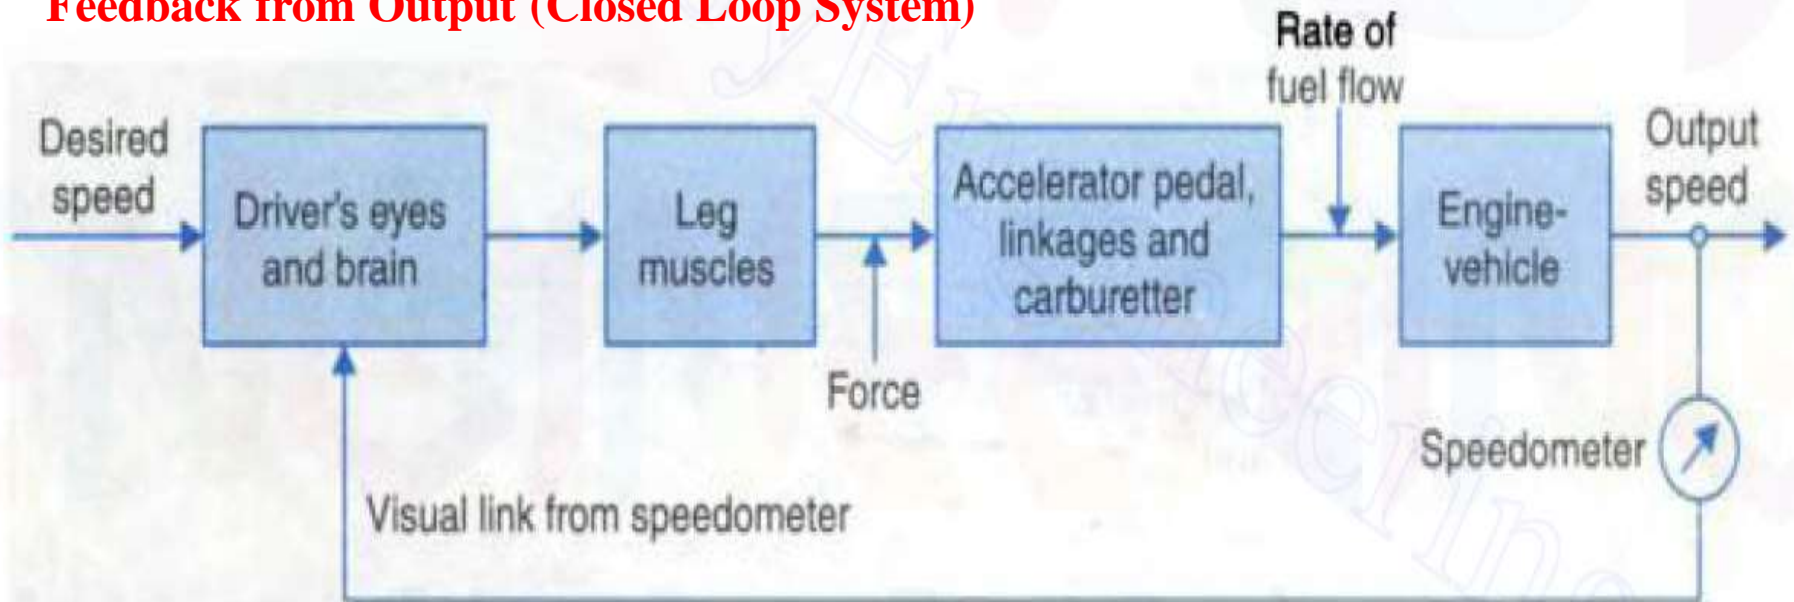 Feedback from Output (Closed Loop System)
Rate of
fuel flow
Desired
speed
Driver's eyes
and brain
Leg
muscles
Force
Accelerator pedal,
linkages and
carburetter
Engine-
vehicle
Output
speed
Speedometer
Visual link from speedometer